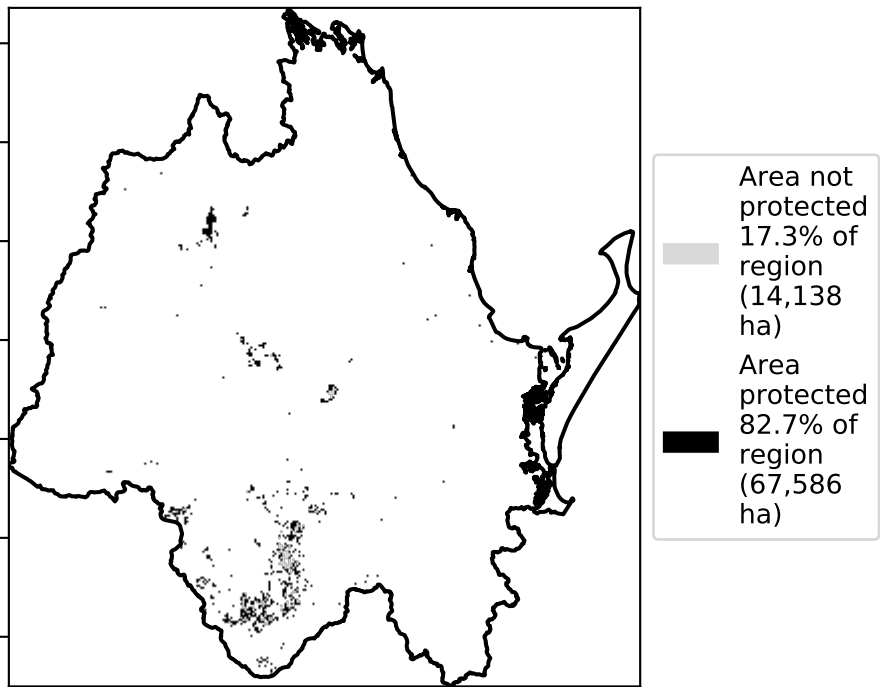 Area not
protected
17.3% of
region
(14,138
ha)
Area
protected
82.7% of
region
(67,586
ha)